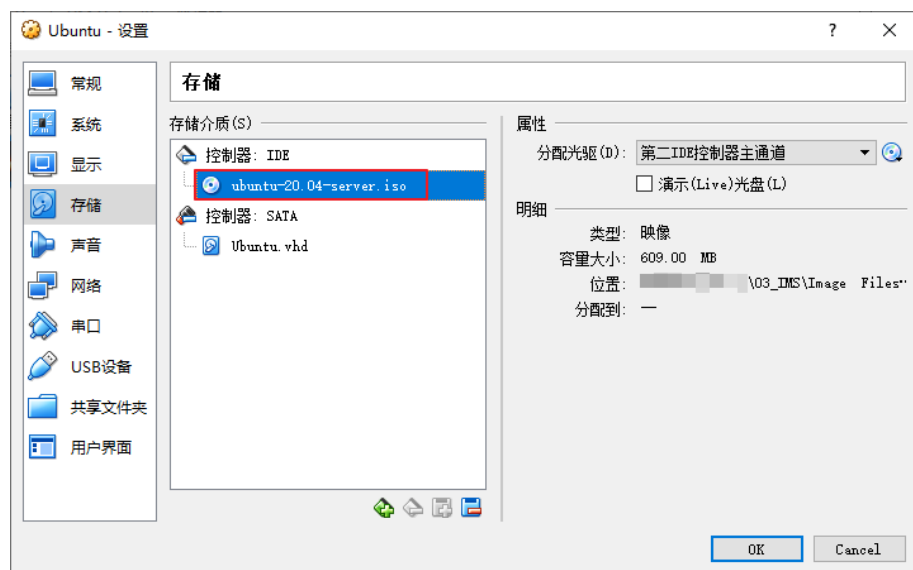 Ubuntu - 设置
?
常规
系统
显示
存储
声音
网络
串口
USB设备
共享文件夹
用户界面
存储
存储介质(S)
控制器: IDE
ubuntu-20.04-server.iso
控制器: SATA
Ubuntu.vhd
属性
分配光驱(D): 第二IDE控制器主通道
演示(Live)光盘(L)
明细
类型: 映像
容量大小: 609.00 MB
位置: \03_IMS\Image Files
分配到: —
OK
Cancel